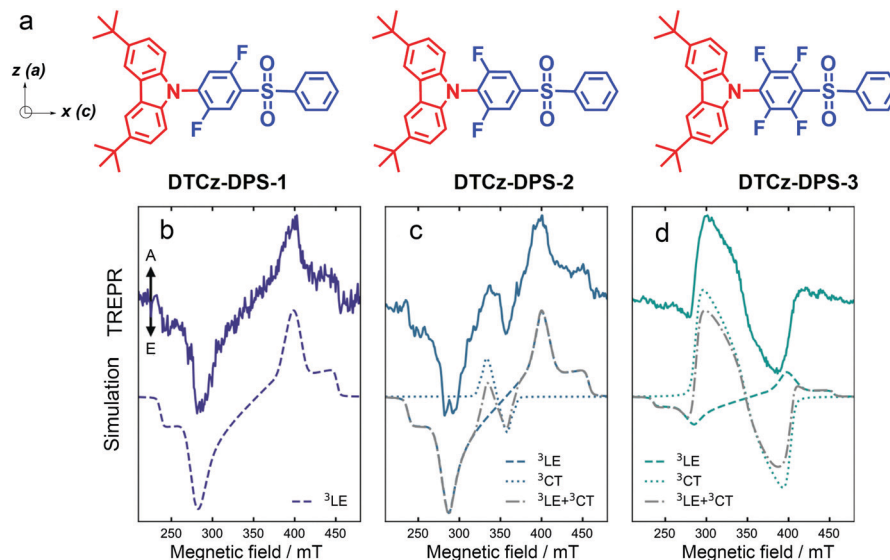 a
z (a)
x (c)
F
F
N
S
O
O
F
F
N
S
O
O
F
F
F
F
N
S
O
O
DTCz-DPS-1
DTCz-DPS-2
DTCz-DPS-3
b
c
d
A
E
TREPR
Simulation
³LE
³LE
³CT
³LE+³CT
³LE
³CT
³LE+³CT
250 300 350 400 450
250 300 350 400 450
250 300 350 400 450
Megnetic field / mT
Megnetic field / mT
Megnetic field / mT